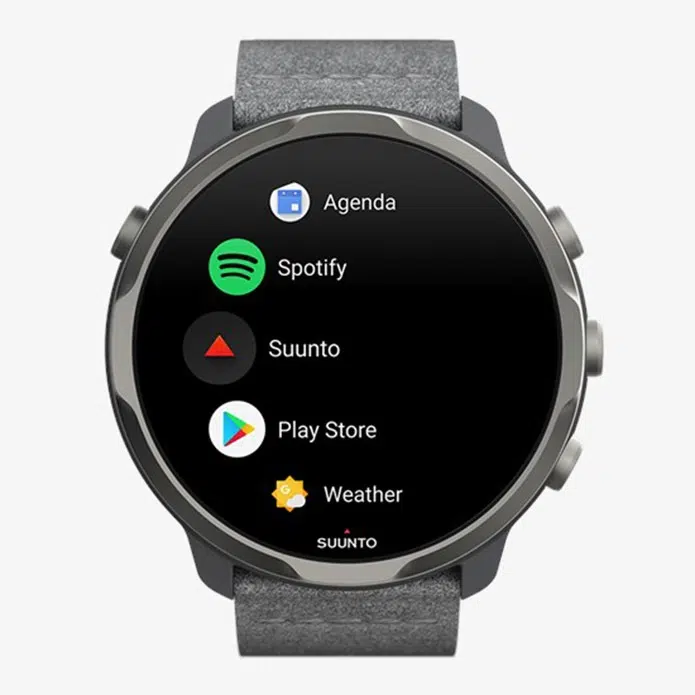 Agenda
Spotify
Suunto
Play Store
Weather
SUUNTO